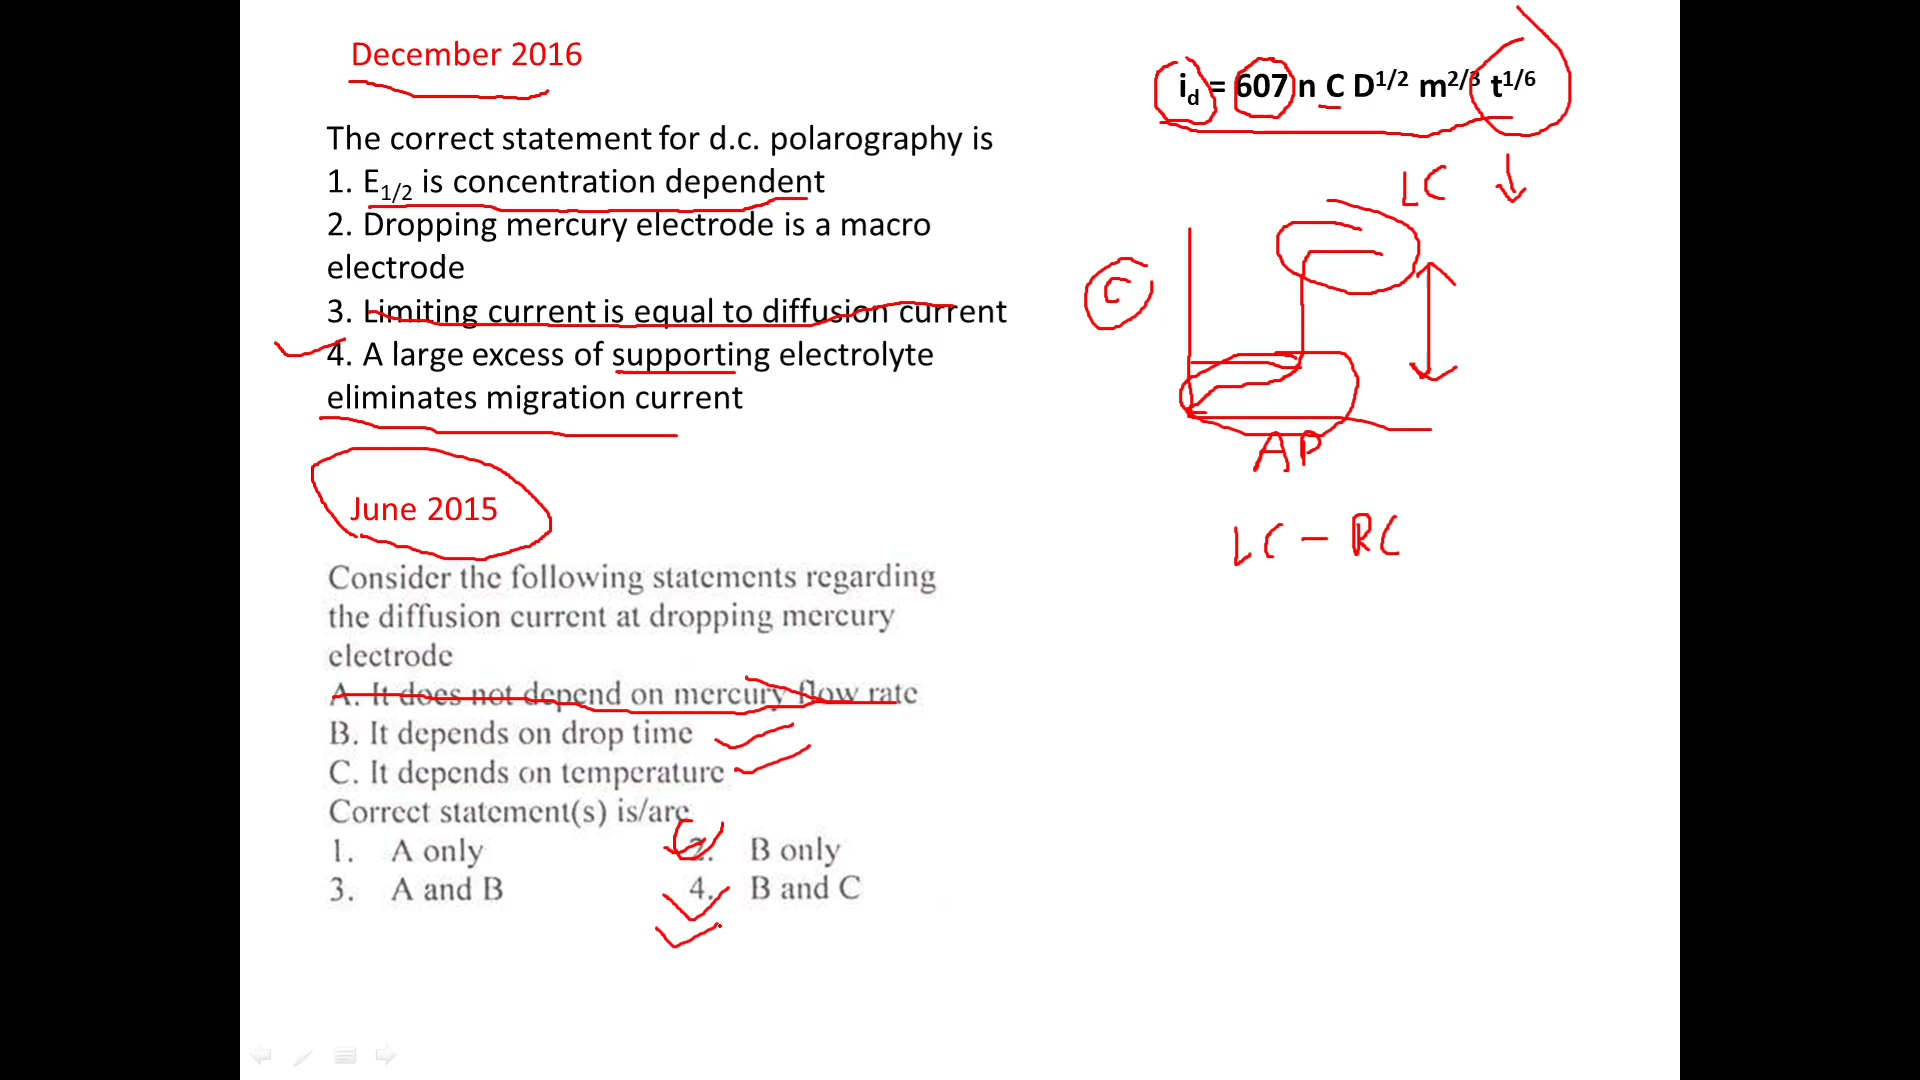 December 2016
The correct statement for d.c. polarography is
1. E1/2 is concentration dependent
2. Dropping mercury electrode is a macro
electrode
3. Limiting current is equal to diffusion current
4. A large excess of supporting electrolyte
eliminates migration current
June 2015
Consider the following statements regarding
the diffusion current at dropping mercury
electrode
A. It does not depend on mercury flow rate
B. It depends on drop time
C. It depends on temperature
Correct statement(s) is/are
1. A only 2. B only
3. A and B 4. B and C
id = 607 n C D1/2 m2/3 t1/6
LC
C
AP
LC - RC